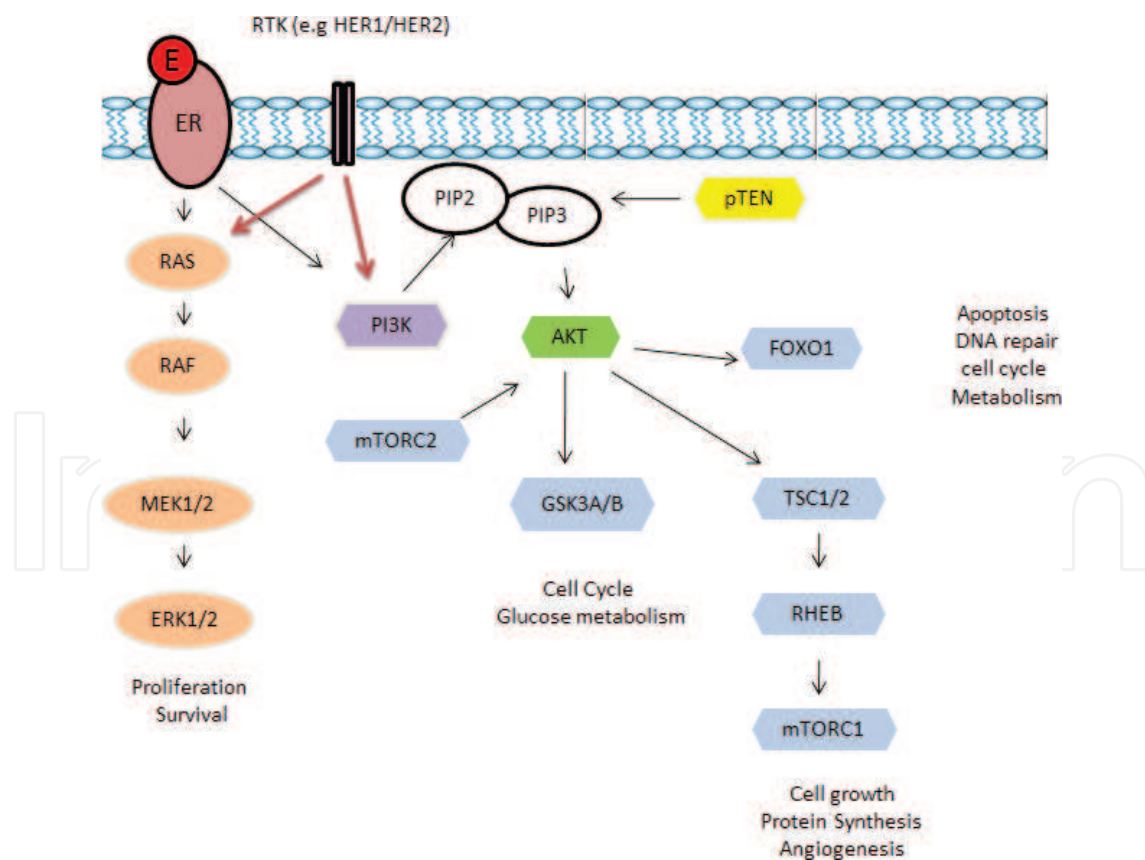 RTK (e.g HER1/HER2)
E
ER
PIP2
PIP3
pTEN
RAS
PI3K
AKT
FOXO1
Apoptosis
DNA repair
cell cycle
Metabolism
RAF
mTORC2
MEK1/2
GSK3A/B
TSC1/2
Cell Cycle
Glucose metabolism
RHEB
ERK1/2
Proliferation
Survival
mTORC1
Cell growth
Protein Synthesis
Angiogenesis